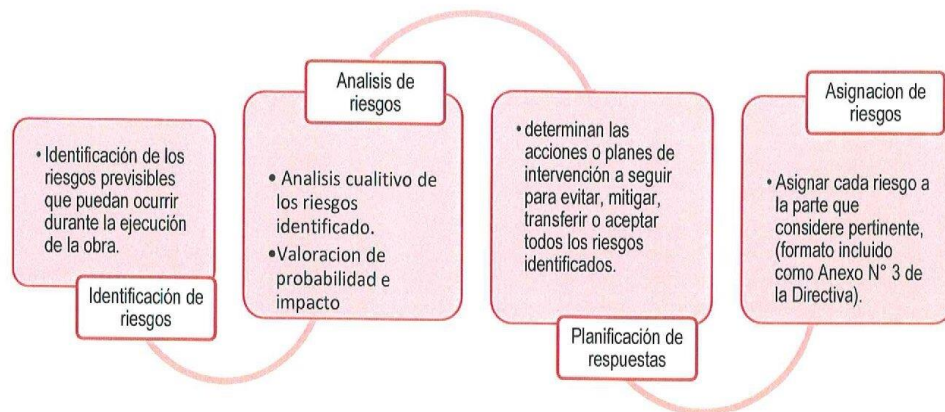 • Identificación de los
riesgos previsibles
que puedan ocurrir
durante la ejecución
de la obra.
Identificación de
riesgos
Analisis de
riesgos
• Analisis cualitivo de
los riesgos
identificado.
•Valoracion de
probabilidad e
impacto
• determinan las
acciones o planes de
intervención a seguir
para evitar, mitigar,
transferir o aceptar
todos los riesgos
identificados.
Planificación de
respuestas
Asignacion de
riesgos
• Asignar cada riesgo a
la parte que
considere pertinente,
(formato incluido
como Anexo N° 3 de
la Directiva).